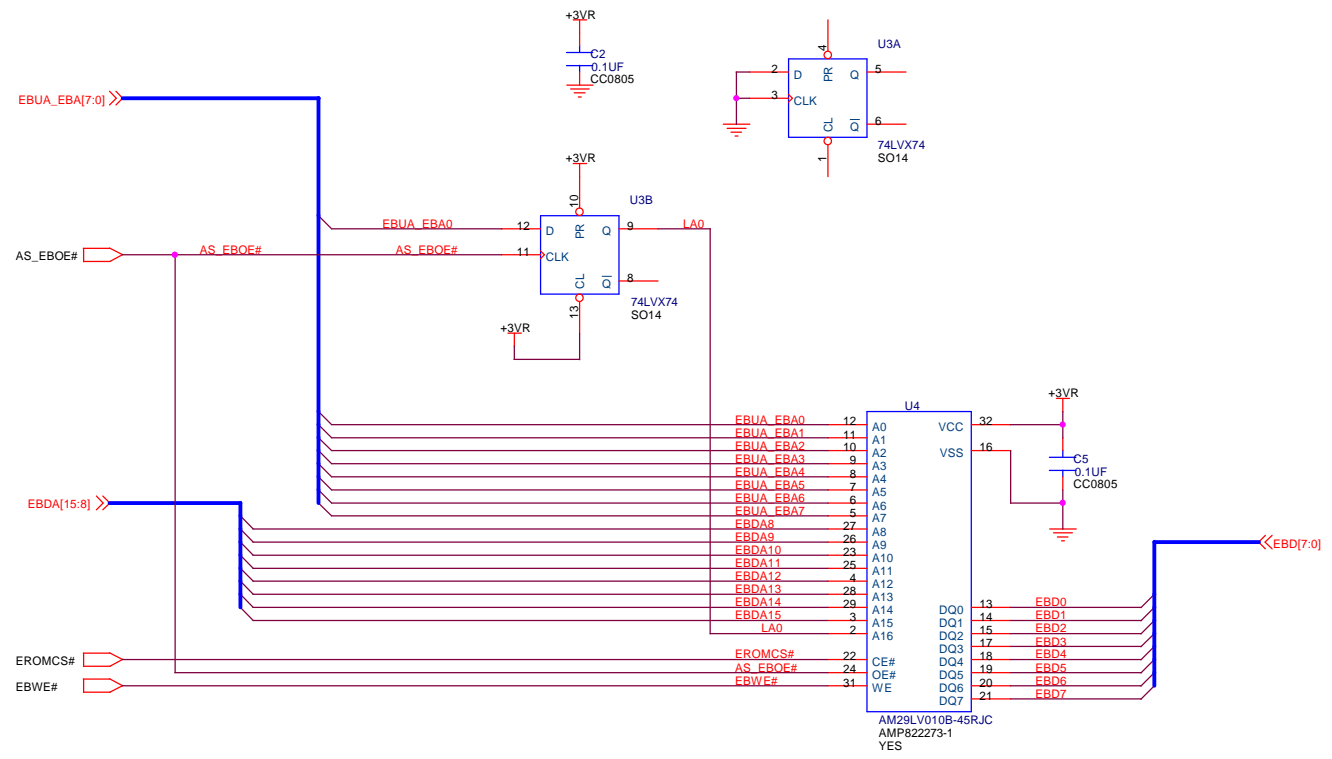 +3VR
C2
0.1UF
CC0805
U3A
4
2 D PR Q 5
3 CLK
CL Q 6
1
74LVX74
SO14
EBUA_EBA[7:0]
+3VR
10
U3B
EBUA_EBA0 12 D PR Q 9 LA0
AS_EBOE# AS_EBOE# AS_EBOE# 11 CLK
CL Q 8
13
74LVX74
SO14
+3VR
+3VR
U4
EBUA_EBA0 12 A0 VCC 32
EBUA_EBA1 11 A1
EBUA_EBA2 10 A2 VSS 16
EBUA_EBA3 9 A3
EBUA_EBA4 8 A4
EBUA_EBA5 7 A5
EBUA_EBA6 6 A6
EBUA_EBA7 5 A7
C5
0.1UF
CC0805
EBDA[15:8]
EBDA8 27 A8
EBDA9 26 A9
EBDA10 23 A10
EBDA11 25 A11
EBDA12 4 A12
EBDA13 28 A13
EBDA14 29 A14
EBDA15 3 A15
LA0 2 A16
EBD[7:0]
DQ0 13 EBD0
DQ1 14 EBD1
DQ2 15 EBD2
DQ3 17 EBD3
DQ4 18 EBD4
DQ5 19 EBD5
DQ6 20 EBD6
DQ7 21 EBD7
EROMCS# EROMCS# 22 CE#
AS_EBOE# 24 OE#
EBWE# EBWE# 31 WE
AM29LV010B-45RJC
AMP822273-1
YES